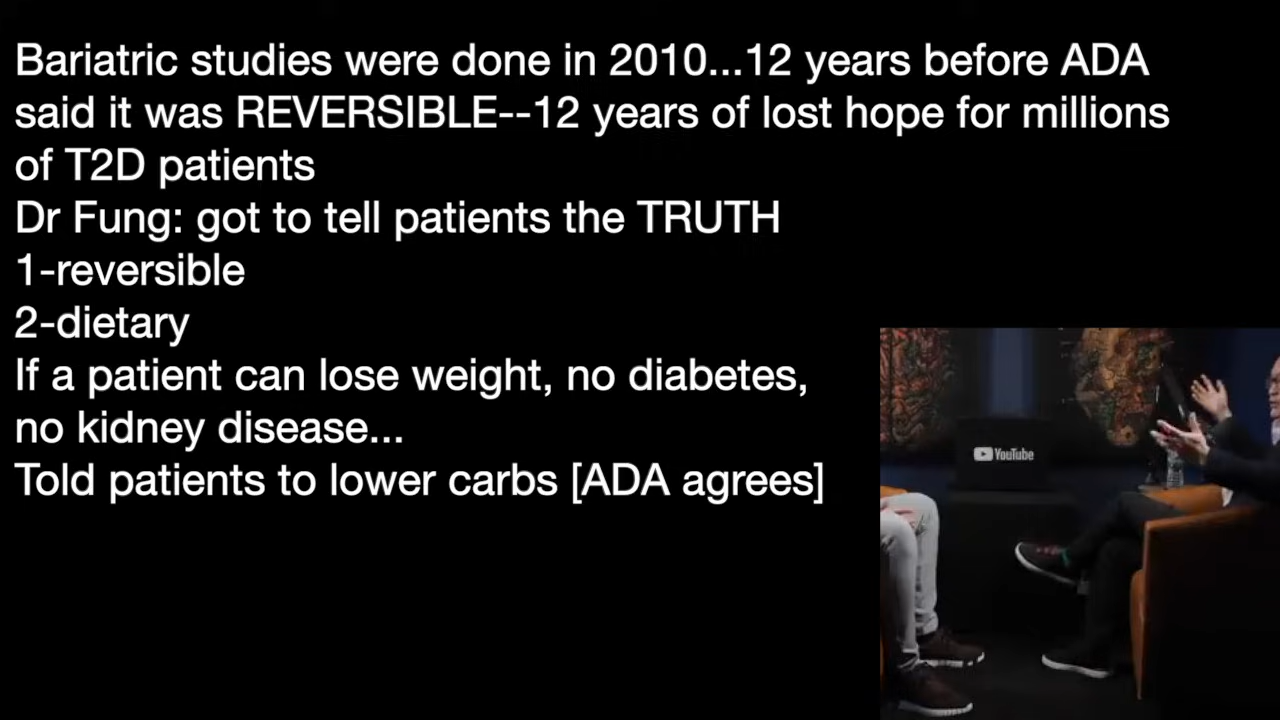 Bariatric studies were done in 2010...12 years before ADA
said it was REVERSIBLE--12 years of lost hope for millions
of T2D patients
Dr Fung: got to tell patients the TRUTH
1-reversible
2-dietary
If a patient can lose weight, no diabetes,
no kidney disease...
Told patients to lower carbs [ADA agrees]
YouTube